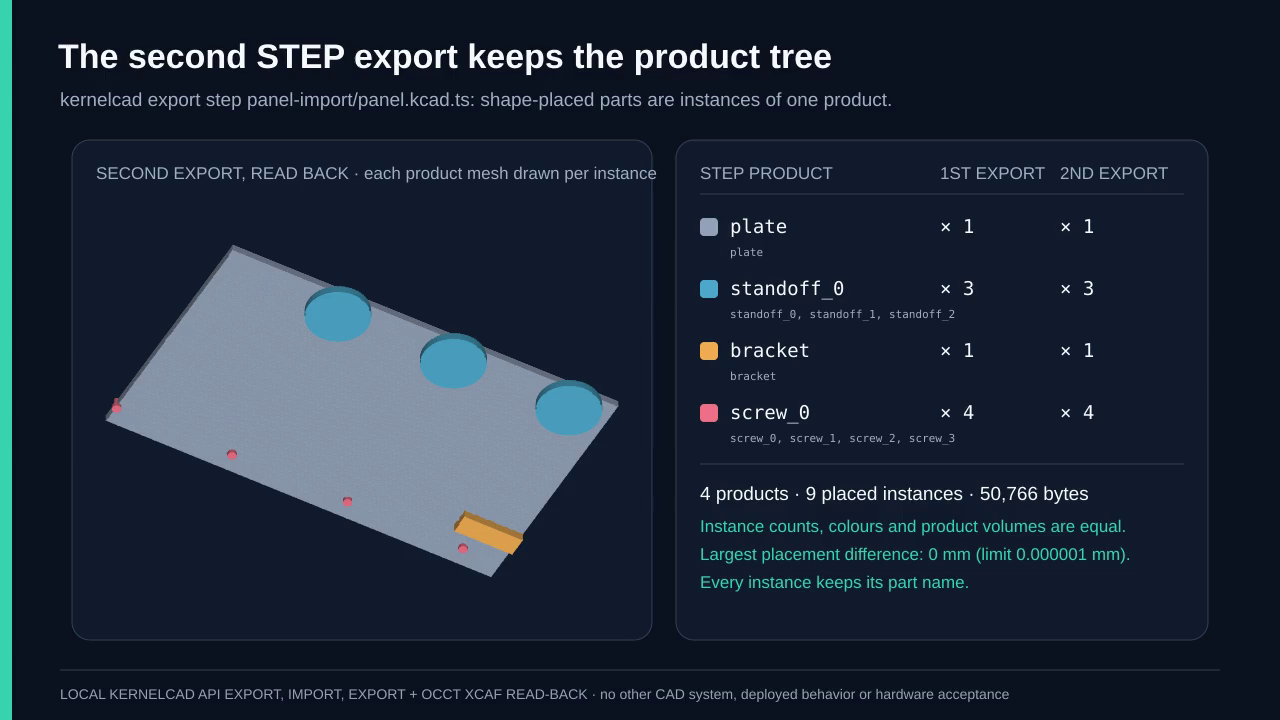 The second STEP export keeps the product tree
kernelcad export step panel-import/panel.kcad.ts: shape-placed parts are instances of one product.
SECOND EXPORT, READ BACK · each product mesh drawn per instance
STEP PRODUCT 1ST EXPORT 2ND EXPORT
plate × 1 × 1
plate
standoff_0 × 3 × 3
standoff_0, standoff_1, standoff_2
bracket × 1 × 1
bracket
screw_0 × 4 × 4
screw_0, screw_1, screw_2, screw_3
4 products · 9 placed instances · 50,766 bytes
Instance counts, colours and product volumes are equal.
Largest placement difference: 0 mm (limit 0.000001 mm).
Every instance keeps its part name.
LOCAL KERNELCAD API EXPORT, IMPORT, EXPORT + OCCT XCAF READ-BACK · no other CAD system, deployed behavior or hardware acceptance